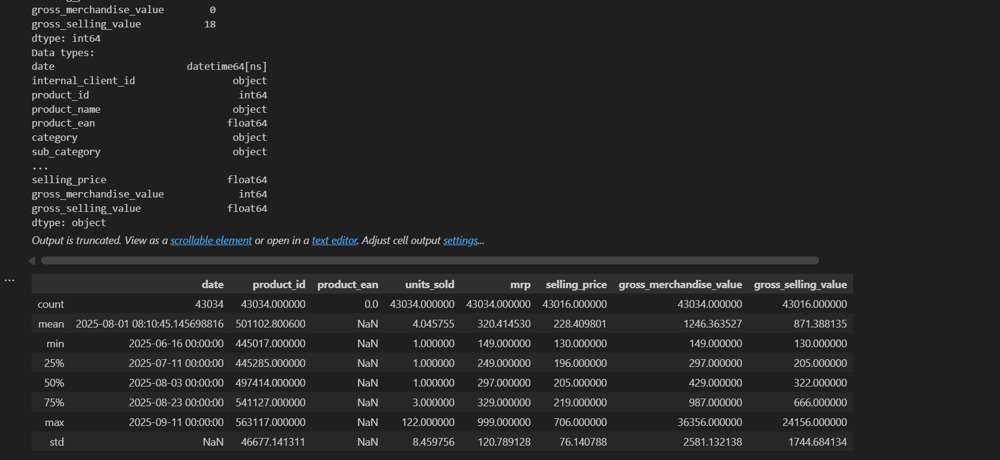 gross_merchandise_value 0
gross_selling_value 18
dtype: int64
Data types:
date datetime64[ns]
internal_client_id object
product_id int64
product_name object
product_ean float64
category object
sub_category object
...
selling_price float64
gross_merchandise_value int64
gross_selling_value float64
dtype: object
Output is truncated. View as a scrollable element or open in a text editor. Adjust cell output settings...
...
date product_id product_ean units_sold mrp selling_price gross_merchandise_value gross_selling_value
count 43034 43034.000000 0.0 43034.000000 43034.000000 43016.000000 43034.000000 43016.000000
mean 2025-08-01 08:10:45.145698816 501102.800600 NaN 4.045755 320.414530 228.409801 1246.363527 871.388135
min 2025-06-16 00:00:00 445017.000000 NaN 1.000000 149.000000 130.000000 149.000000 130.000000
25% 2025-07-11 00:00:00 445285.000000 NaN 1.000000 249.000000 196.000000 297.000000 205.000000
50% 2025-08-03 00:00:00 497414.000000 NaN 1.000000 297.000000 205.000000 429.000000 322.000000
75% 2025-08-23 00:00:00 541127.000000 NaN 3.000000 329.000000 219.000000 987.000000 666.000000
max 2025-09-11 00:00:00 563117.000000 NaN 122.000000 999.000000 706.000000 36356.000000 24156.000000
std NaN 46677.141311 NaN 8.459756 120.789128 76.140788 2581.132138 1744.684134